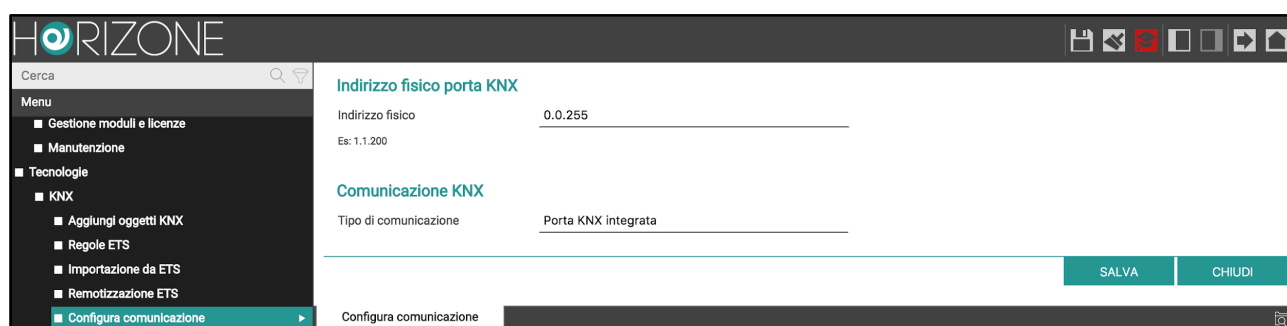 HORIZONE
Cerca
Menu
Gestione moduli e licenze
Manutenzione
Tecnologie
KNX
Aggiungi oggetti KNX
Regole ETS
Importazione da ETS
Remotizzazione ETS
Configura comunicazione
Indirizzo fisico porta KNX
Indirizzo fisico 0.0.255
Es: 1.1.200
Comunicazione KNX
Tipo di comunicazione Porta KNX integrata
SALVA CHIUDI
Configura comunicazione